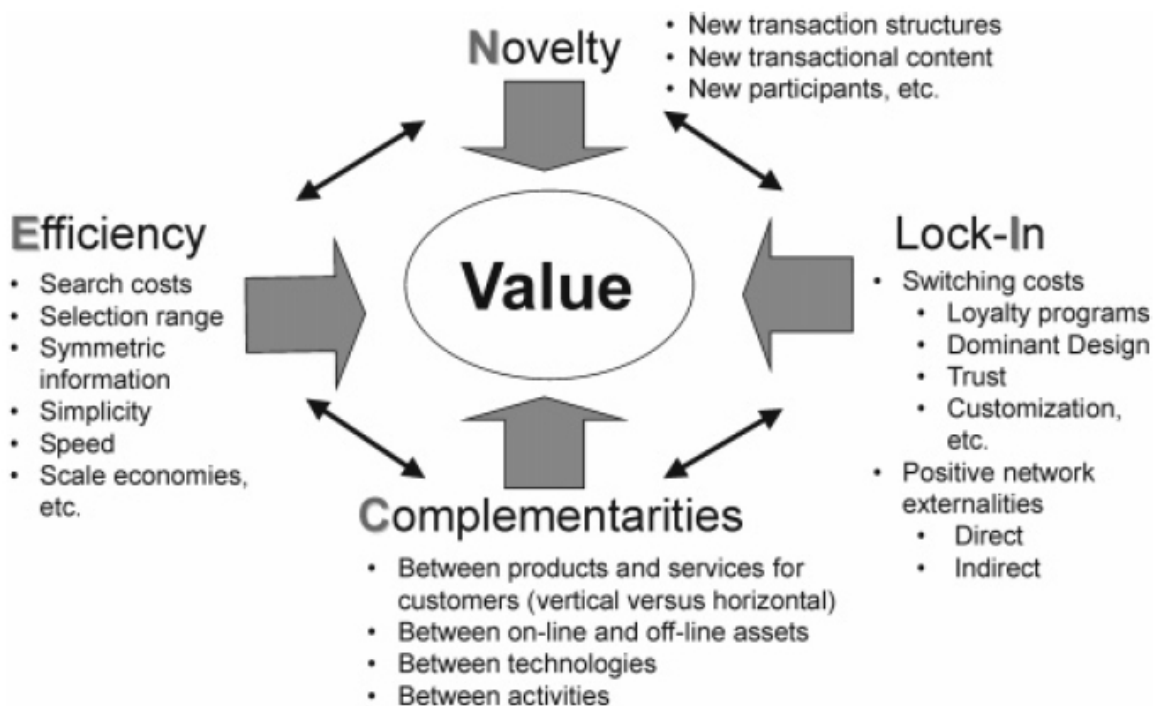 Novelty
• New transaction structures
• New transactional content
• New participants, etc.
Efficiency
• Search costs
• Selection range
• Symmetric
information
• Simplicity
• Speed
• Scale economies,
etc.
Value
Lock-In
• Switching costs
• Loyalty programs
• Dominant Design
• Trust
• Customization,
etc.
• Positive network
externalities
• Direct
• Indirect
Complementarities
• Between products and services for
customers (vertical versus horizontal)
• Between on-line and off-line assets
• Between technologies
• Between activities